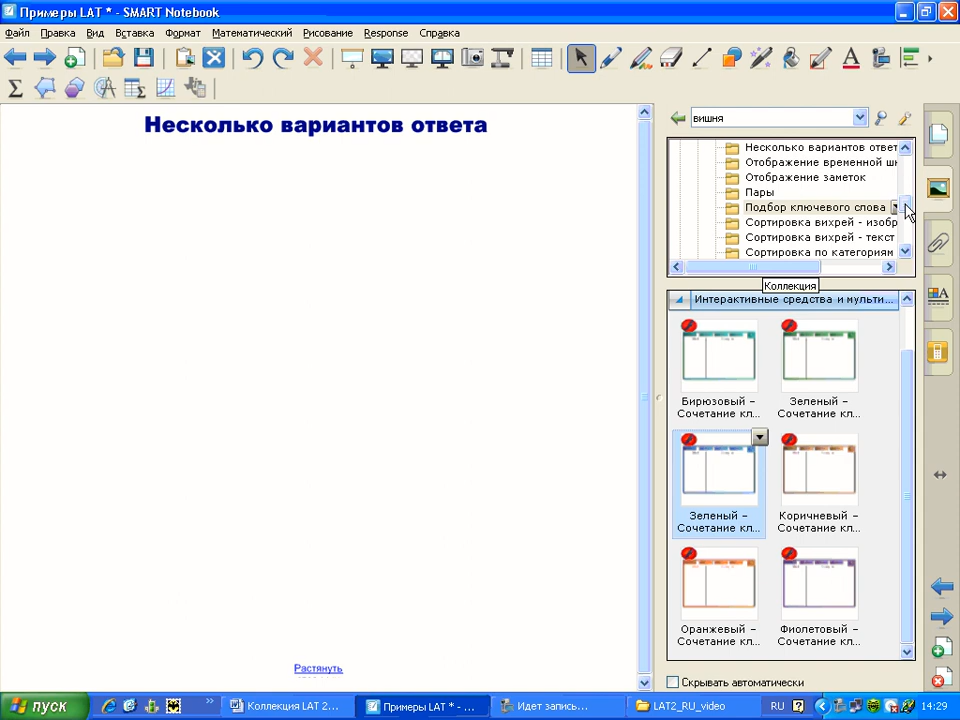 Примеры LAT * - SMART Notebook
Файл Правка Вид Вставка Формат Математический Рисование Response Справка
Несколько вариантов ответа
вишня
Несколько вариантов ответ
Отображение временной ш
Отображение заметок
Пары
Подбор ключевого слова
Сортировка вихрей - изобр
Сортировка вихрей - текст
Сортировка по категориям
Коллекция
Интерактивные средства и мульти...
Бирюзовый –
Сочетание кл...
Зеленый –
Сочетание кл...
Зеленый –
Сочетание кл...
Коричневый –
Сочетание кл...
Оранжевый –
Сочетание кл...
Фиолетовый –
Сочетание кл...
Растянуть
Скрывать автоматически
пуск
Коллекция LAT 2...
Примеры LAT * - ...
Идет запись...
LAT2_RU_video
RU
14:29